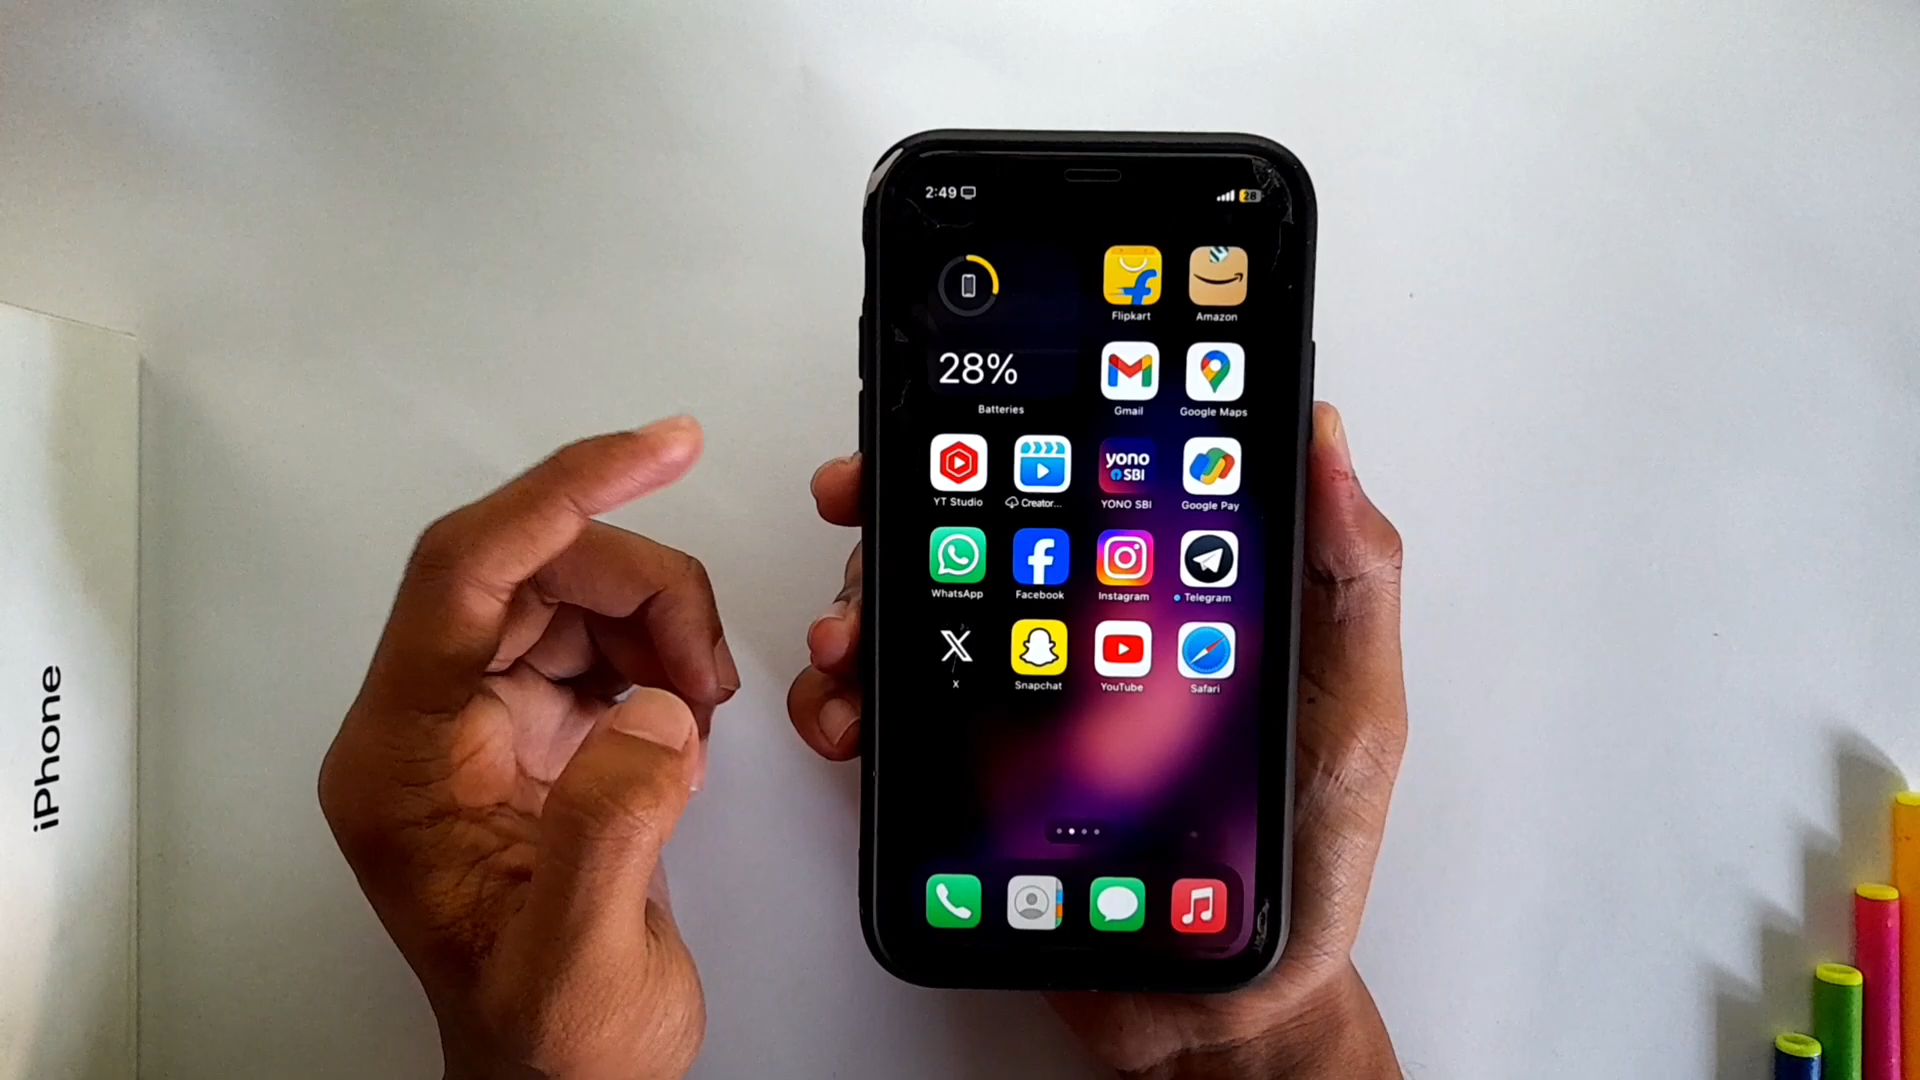 2:49
28
Flipkart
Amazon
28%
Batteries
Gmail
Google Maps
yono
SBI
YT Studio
Creator...
YONO SBI
Google Pay
WhatsApp
Facebook
Instagram
Telegram
X
Snapchat
YouTube
Safari
iPhone